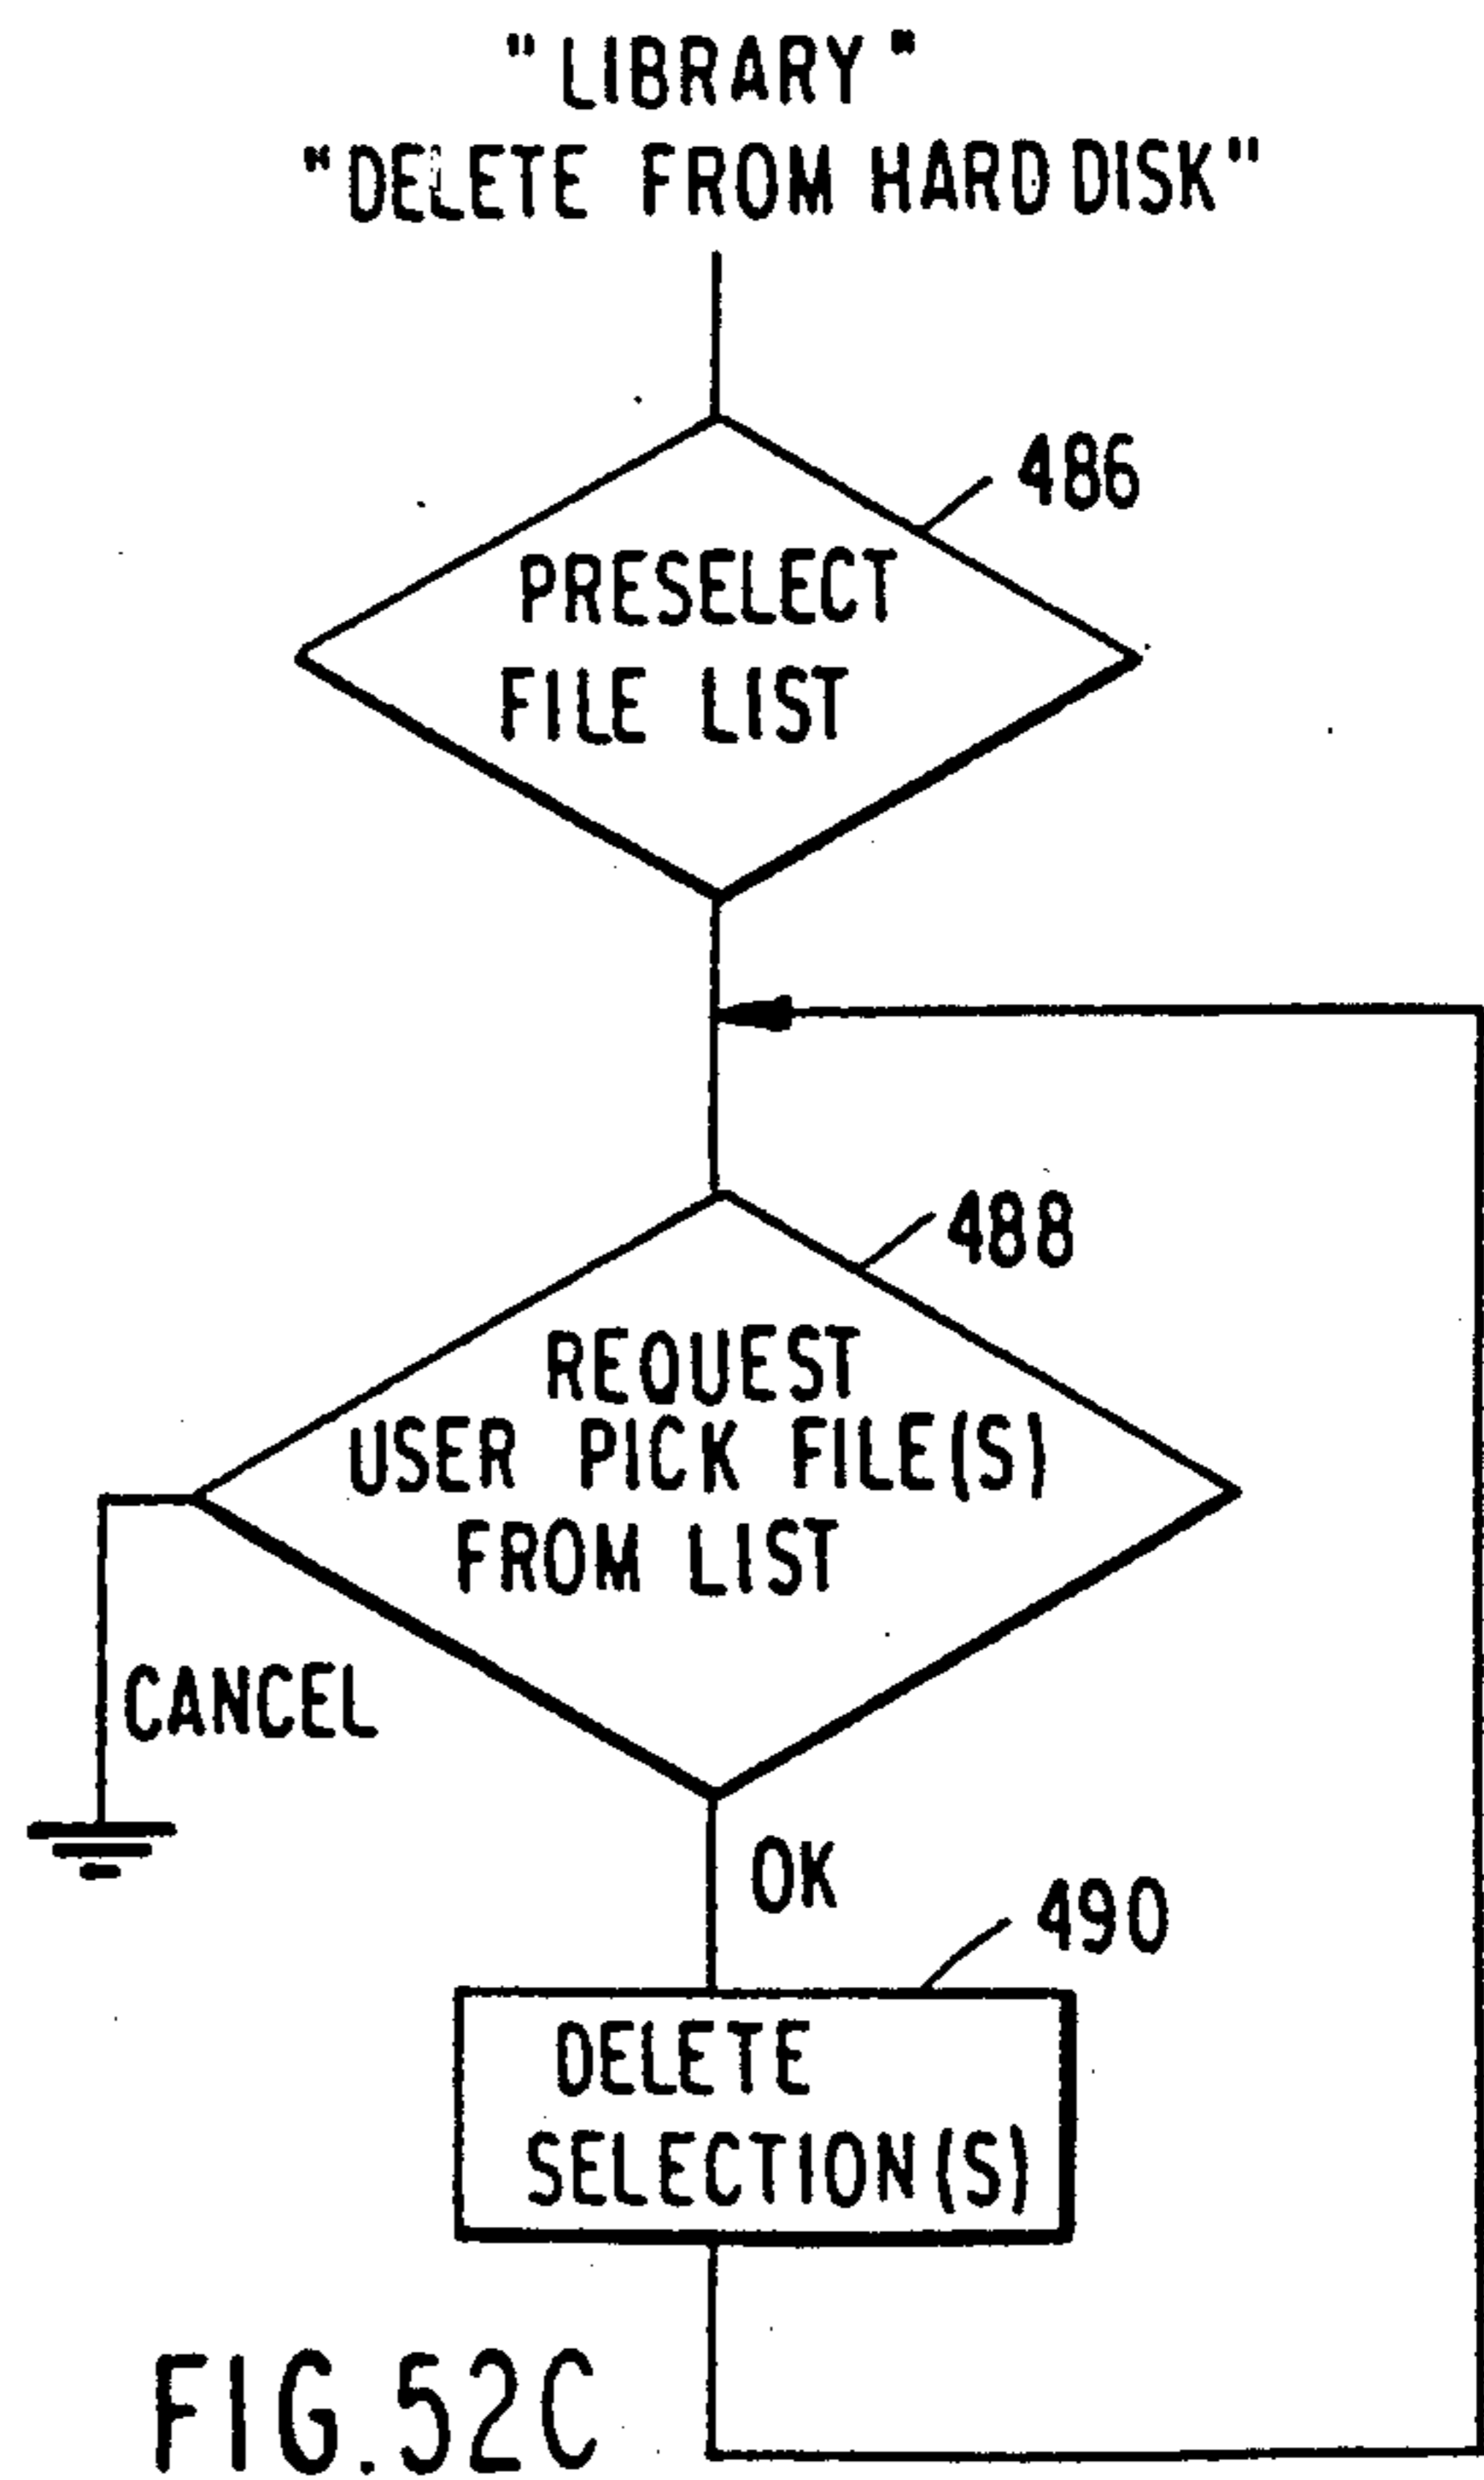 "LIBRARY"
"DELETE FROM HARD DISK"
486
PRESELECT
FILE LIST
488
REQUEST
USER PICK FILE(S)
FROM LIST
CANCEL
OK
490
DELETE
SELECTION(S)
FIG.52C